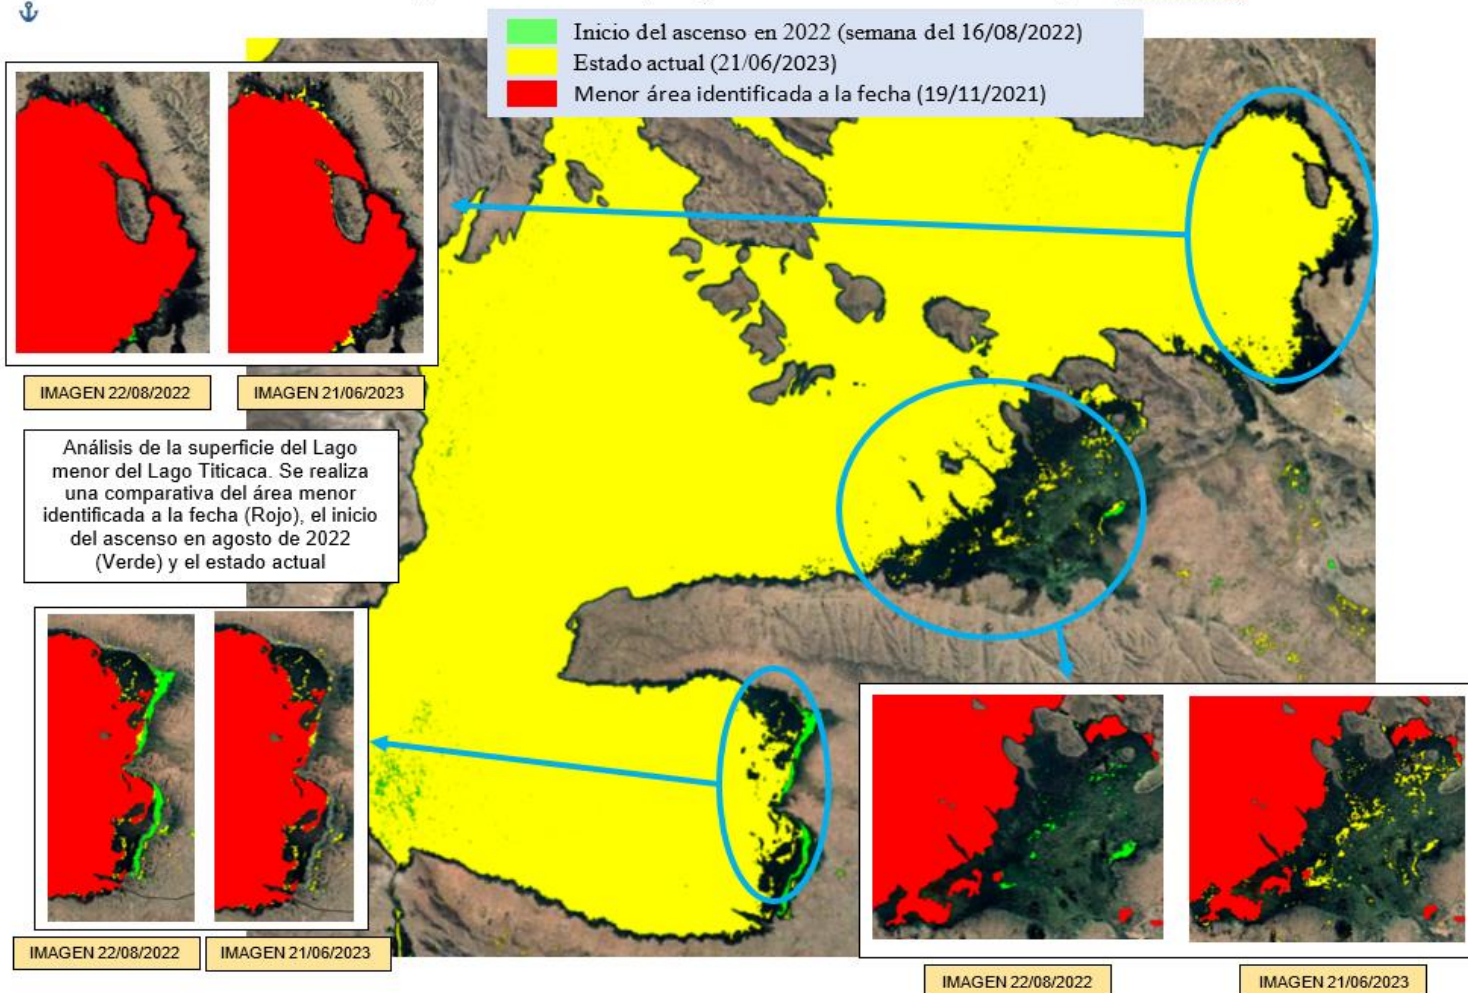 Inicio del ascenso en 2022 (semana del 16/08/2022)
Estado actual (21/06/2023)
Menor área identificada a la fecha (19/11/2021)
IMAGEN 22/08/2022
IMAGEN 21/06/2023
Análisis de la superficie del Lago
menor del Lago Titicaca. Se realiza
una comparativa del área menor
identificada a la fecha (Rojo), el inicio
del ascenso en agosto de 2022
(Verde) y el estado actual
IMAGEN 22/08/2022
IMAGEN 21/06/2023
IMAGEN 22/08/2022
IMAGEN 21/06/2023